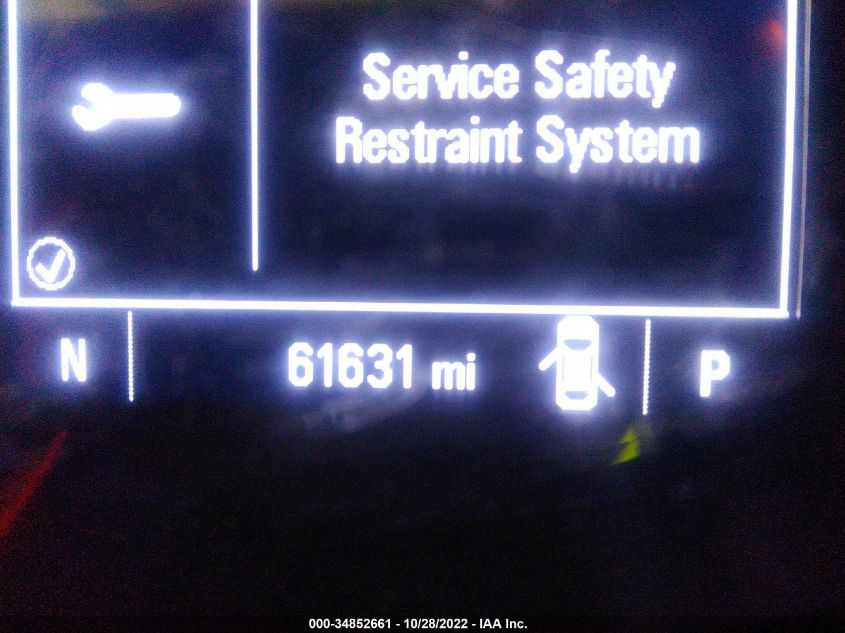 Service Safety
Restraint System
N 61631 mi P
000-34852661 - 10/28/2022 - IAA Inc.